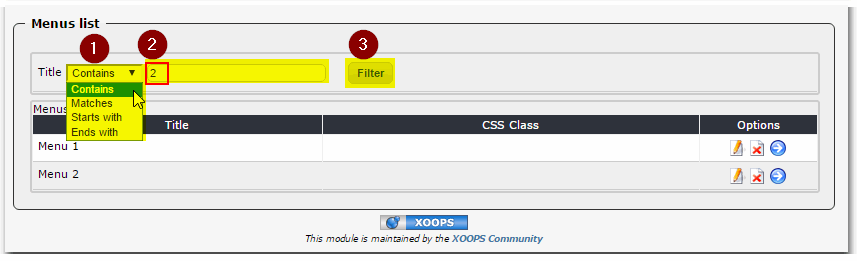 Menus list
1 2 3
Title Contains 2 Filter
Contains
Matches
Starts with
Ends with
Menus
Title CSS Class Options
Menu 1
Menu 2
XOOPS
This module is maintained by the XOOPS Community